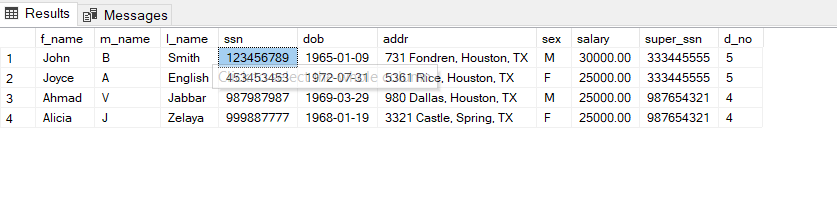 Results Messages
f_name m_name l_name ssn dob addr sex salary super_ssn d_no
1 John B Smith 123456789 1965-01-09 731 Fondren, Houston, TX M 30000.00 333445555 5
2 Joyce A English 453453453 1972-07-31 5361 Rice, Houston, TX F 25000.00 333445555 5
3 Ahmad V Jabbar 987987987 1969-03-29 980 Dallas, Houston, TX M 25000.00 987654321 4
4 Alicia J Zelaya 999887777 1968-01-19 3321 Castle, Spring, TX F 25000.00 987654321 4